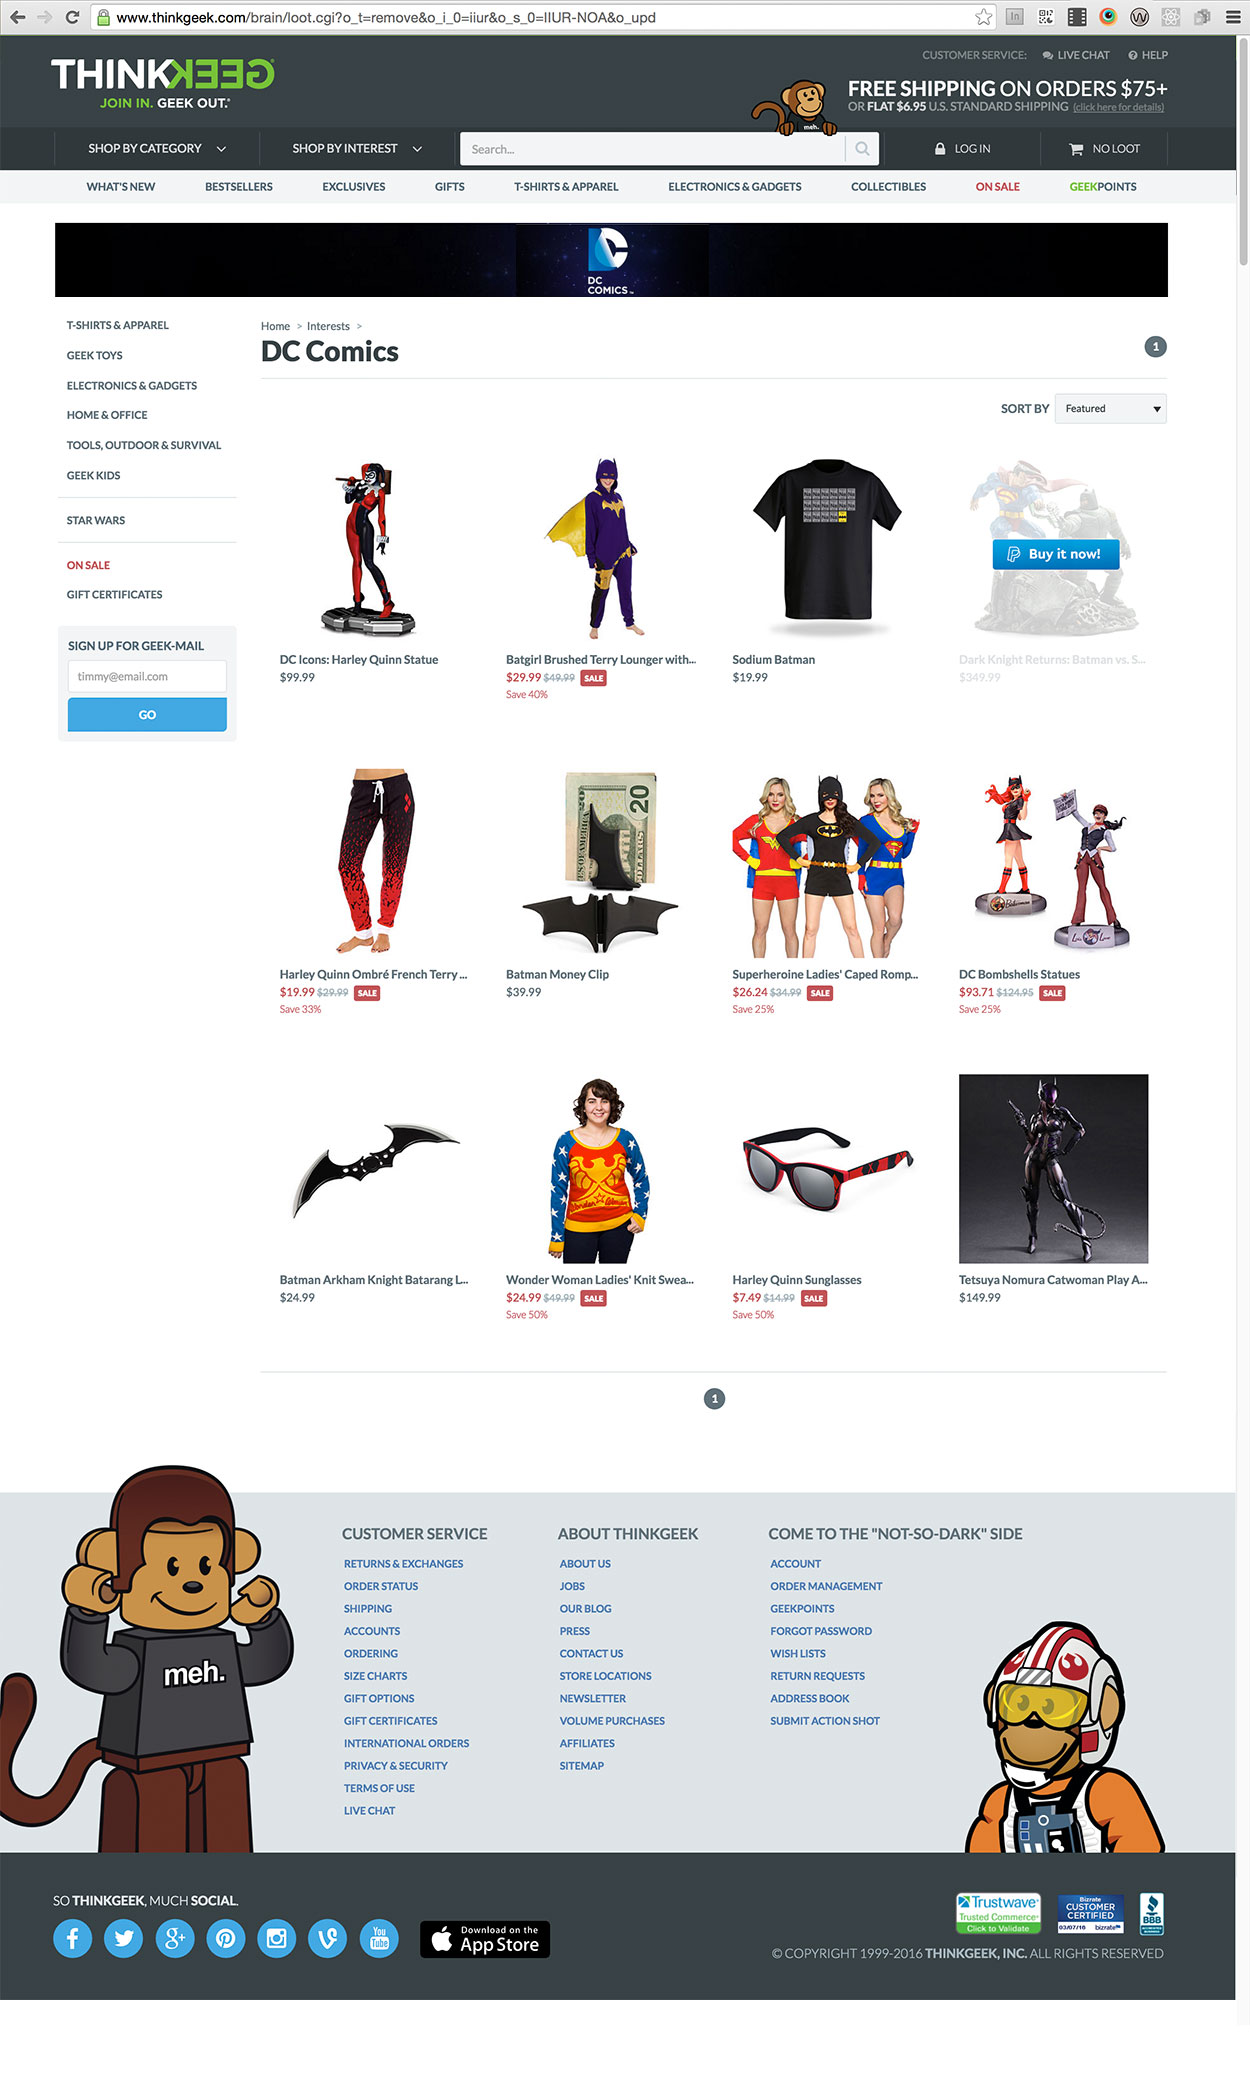 www.thinkgeek.com/brain/loot.cgi?o_t=remove&o_i_0=iiur&o_s_0=IIUR-NOA&o_upd
CUSTOMER SERVICE: LIVE CHAT HELP
THINKGEEK
JOIN IN. GEEK OUT.
FREE SHIPPING ON ORDERS $75+
OR FLAT $6.95 U.S. STANDARD SHIPPING (click here for details)
meh.
SHOP BY CATEGORY SHOP BY INTEREST Search... LOG IN NO LOOT
WHAT'S NEW BESTSELLERS EXCLUSIVES GIFTS T-SHIRTS & APPAREL ELECTRONICS & GADGETS COLLECTIBLES ON SALE GEEKPOINTS
DC
COMICS
T-SHIRTS & APPAREL
GEEK TOYS
ELECTRONICS & GADGETS
HOME & OFFICE
TOOLS, OUTDOOR & SURVIVAL
GEEK KIDS
STAR WARS
ON SALE
GIFT CERTIFICATES
SIGN UP FOR GEEK-MAIL
timmy@email.com
GO
Home > Interests >
DC Comics
1
SORT BY Featured
Buy it now!
DC Icons: Harley Quinn Statue
$99.99
Batgirl Brushed Terry Lounger with...
$29.99 $49.99 SALE
Save 40%
Sodium Batman
$19.99
Dark Knight Returns: Batman vs. S...
$349.99
20
Harley Quinn Ombré French Terry ...
$19.99 $29.99 SALE
Save 33%
Batman Money Clip
$39.99
Superheroine Ladies' Caped Romp...
$26.24 $34.99 SALE
Save 25%
DC Bombshells Statues
$93.71 $124.95 SALE
Save 25%
Batman Arkham Knight Batarang L...
$24.99
Wonder Woman Ladies' Knit Swea...
$24.99 $49.99 SALE
Save 50%
Harley Quinn Sunglasses
$7.49 $14.99 SALE
Save 50%
Tetsuya Nomura Catwoman Play A...
$149.99
1
meh.
CUSTOMER SERVICE
RETURNS & EXCHANGES
ORDER STATUS
SHIPPING
ACCOUNTS
ORDERING
SIZE CHARTS
GIFT OPTIONS
GIFT CERTIFICATES
INTERNATIONAL ORDERS
PRIVACY & SECURITY
TERMS OF USE
LIVE CHAT
ABOUT THINKGEEK
ABOUT US
JOBS
OUR BLOG
PRESS
CONTACT US
STORE LOCATIONS
NEWSLETTER
VOLUME PURCHASES
AFFILIATES
SITEMAP
COME TO THE "NOT-SO-DARK" SIDE
ACCOUNT
ORDER MANAGEMENT
GEEKPOINTS
FORGOT PASSWORD
WISH LISTS
RETURN REQUESTS
ADDRESS BOOK
SUBMIT ACTION SHOT
SO THINKGEEK, MUCH SOCIAL.
You
Tube
Download on the
App Store
Trustwave
Trusted Commerce
Click to Validate
Bizrate
CUSTOMER
CERTIFIED
03/07/16 bizrate
BBB
© COPYRIGHT 1999-2016 THINKGEEK, INC. ALL RIGHTS RESERVED